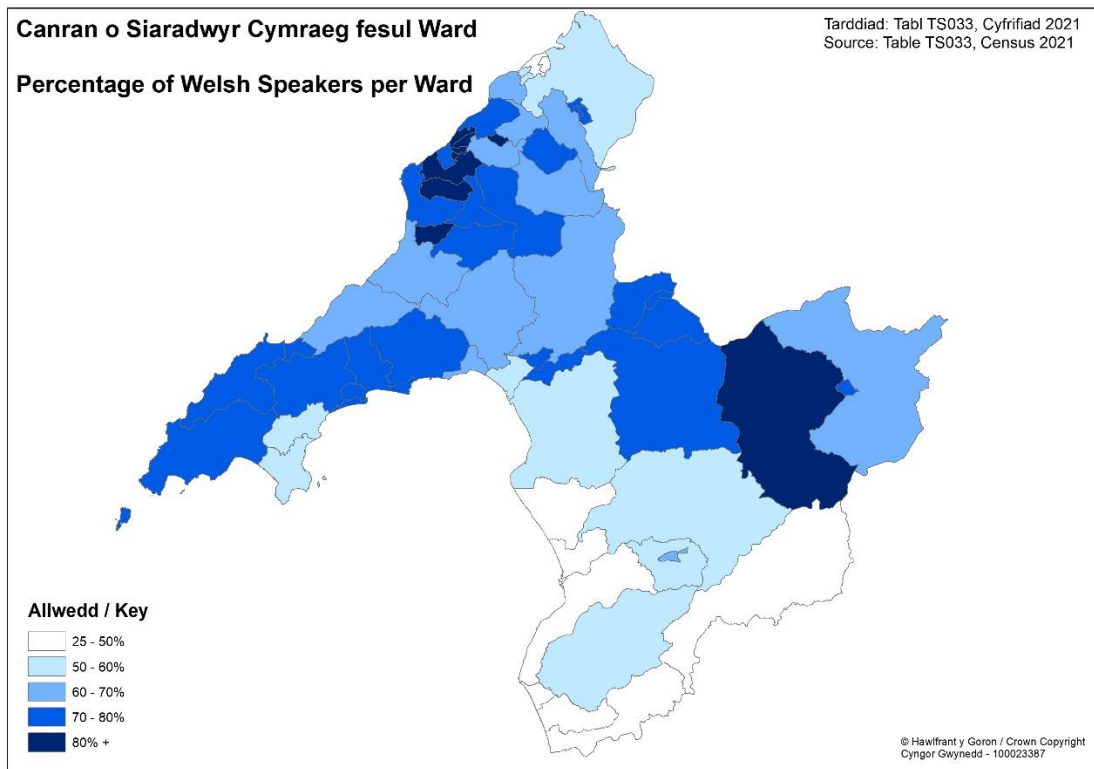 Canran o Siaradwyr Cymraeg fesul Ward
Percentage of Welsh Speakers per Ward
Tarddiad: Tabl TS033, Cyfrifiad 2021
Source: Table TS033, Census 2021
Allwedd / Key
25 - 50%
50 - 60%
60 - 70%
70 - 80%
80% +
© Hawlfraint y Goron / Crown Copyright
Cyngor Gwynedd - 100023387